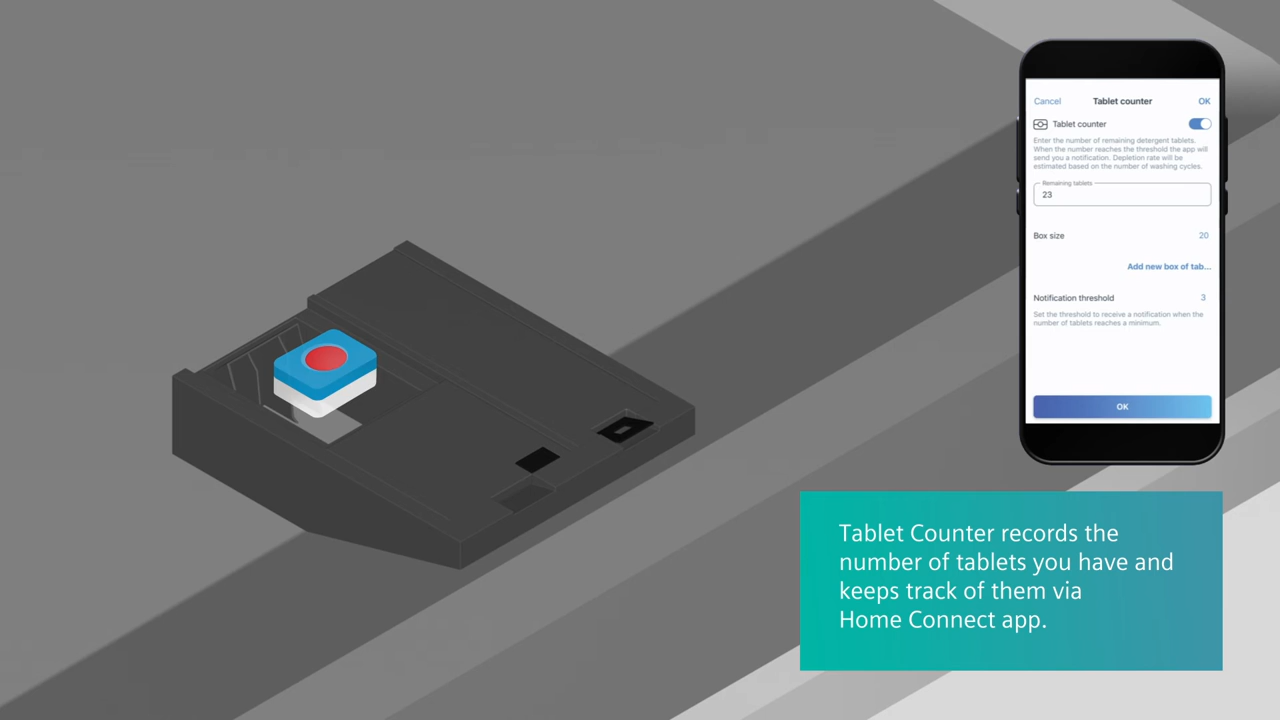 Cancel Tablet counter OK
Tablet counter
Enter the number of remaining detergent tablets.
When the number reaches the threshold the app will
send you a notification. Depletion rate will be
estimated based on the number of washing cycles.
Remaining tablets
23
Box size 20
Add new box of tab...
Notification threshold 3
Set the threshold to receive a notification when the
number of tablets reaches a minimum.
OK
Tablet Counter records the
number of tablets you have and
keeps track of them via
Home Connect app.